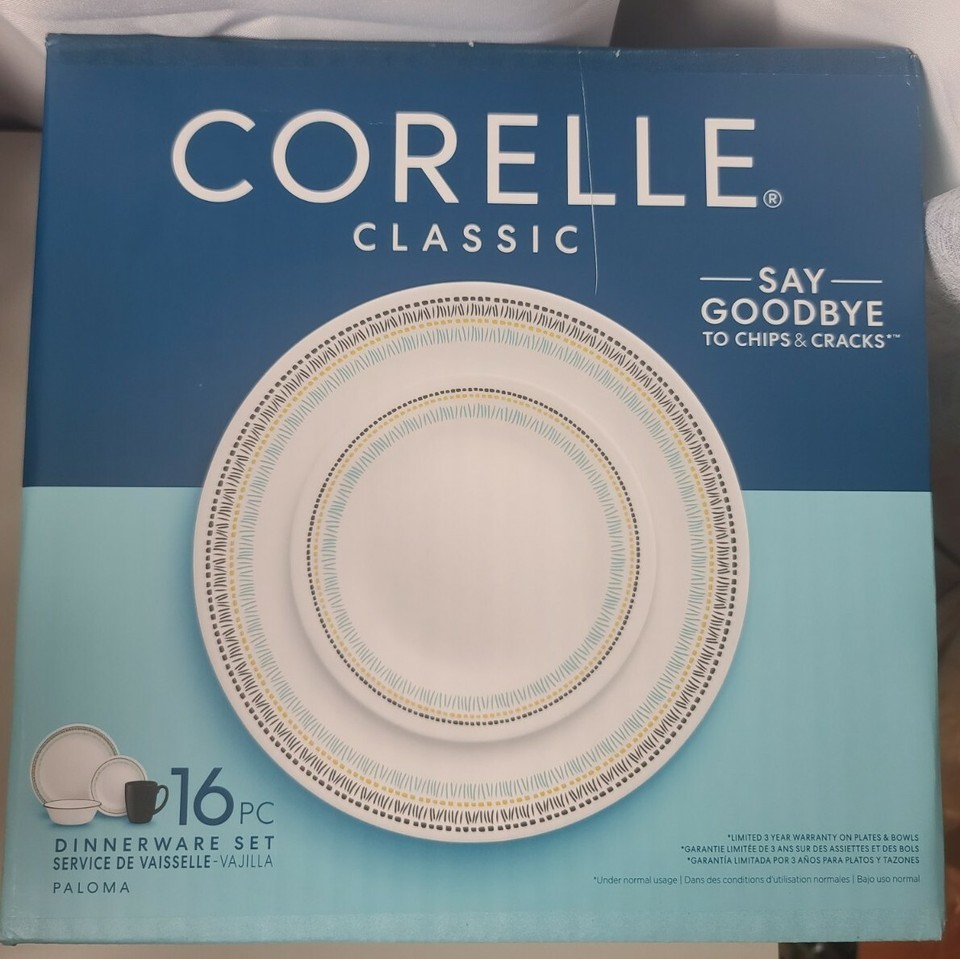 CORELLE®
CLASSIC
SAY
GOODBYE
TO CHIPS & CRACKS*™
16 PC
DINNERWARE SET
SERVICE DE VAISSELLE-VAJILLA
PALOMA
*LIMITED 3 YEAR WARRANTY ON PLATES & BOWLS
*GARANTIE LIMITÉE DE 3 ANS SUR DES ASSIETTES ET DES BOLS
*GARANTÍA LIMITADA POR 3 AÑOS PARA PLATOS Y TAZONES
*Under normal usage | Dans des conditions d'utilisation normales | Bajo uso normal